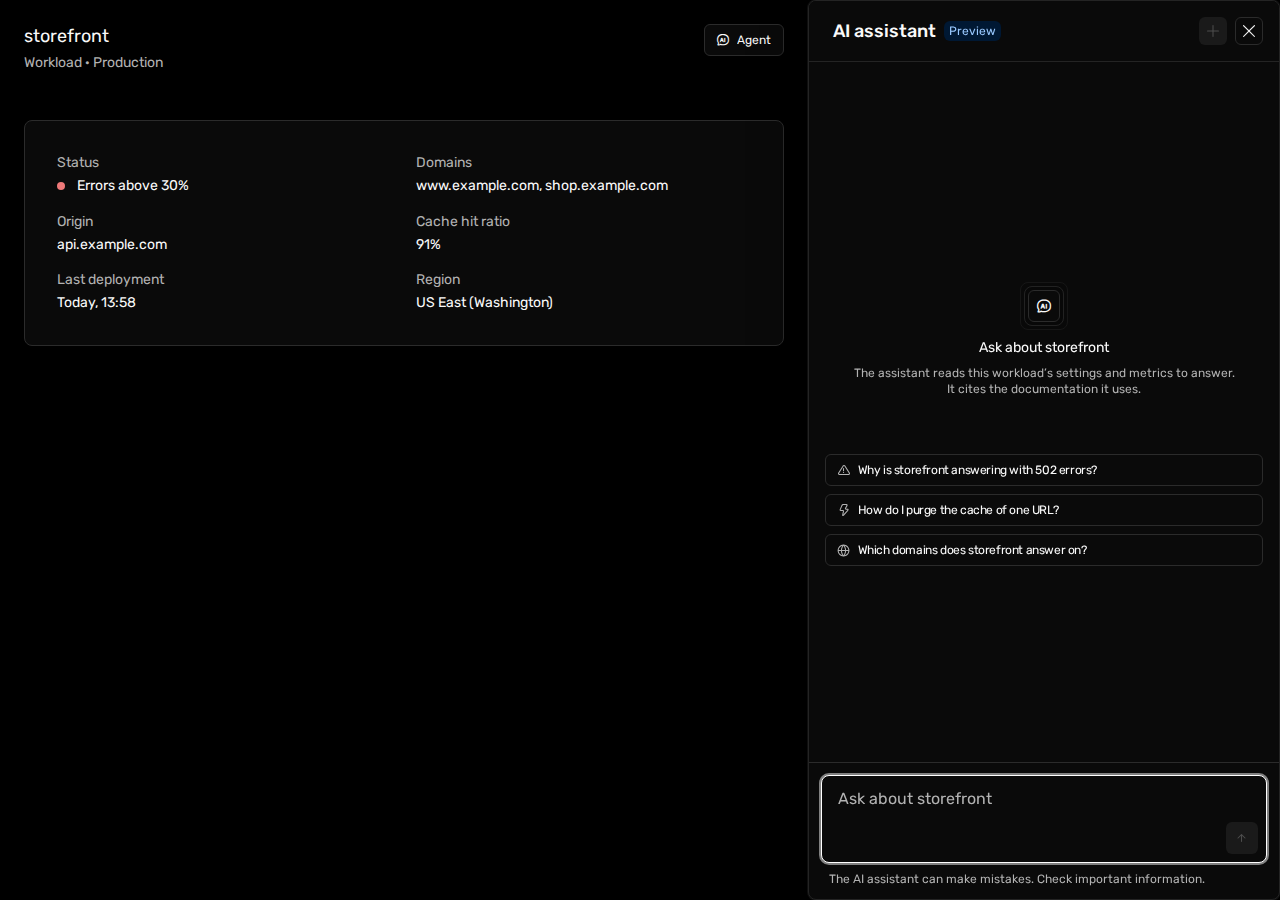 storefront
Workload • Production
Agent
Status
Errors above 30%
Domains
www.example.com, shop.example.com
Origin
api.example.com
Cache hit ratio
91%
Last deployment
Today, 13:58
Region
US East (Washington)
AI assistant
Preview
AI
Ask about storefront
The assistant reads this workload's settings and metrics to answer.
It cites the documentation it uses.
Why is storefront answering with 502 errors?
How do I purge the cache of one URL?
Which domains does storefront answer on?
Ask about storefront
The AI assistant can make mistakes. Check important information.